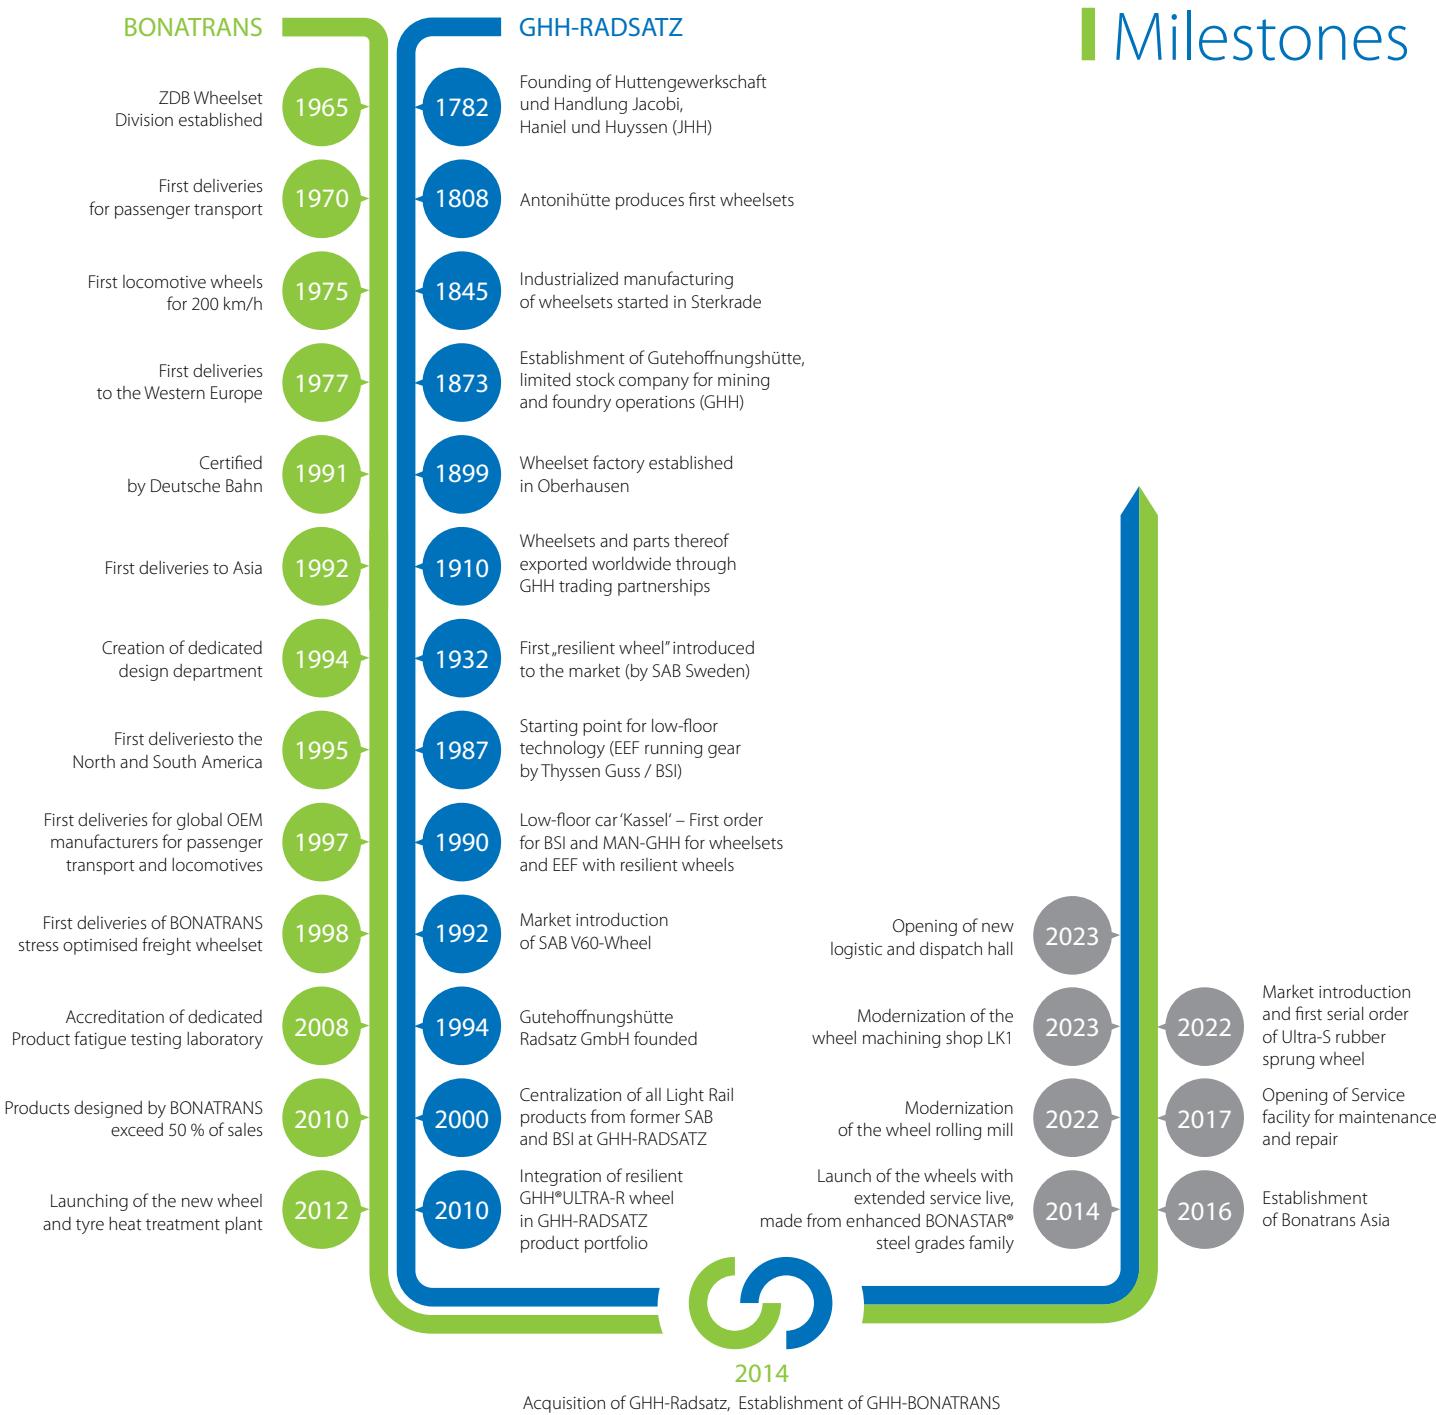 Milestones
BONATRANS
1965
ZDB Wheelset
Division established
1970
First deliveries
for passenger transport
1975
First locomotive wheels
for 200 km/h
1977
First deliveries
to the Western Europe
1991
Certified
by Deutsche Bahn
1992
First deliveries to Asia
1994
Creation of dedicated
design department
1995
First deliveriesto the
North and South America
1997
First deliveries for global OEM
manufacturers for passenger
transport and locomotives
1998
First deliveries of BONATRANS
stress optimised freight wheelset
2008
Accreditation of dedicated
Product fatigue testing laboratory
2010
Products designed by BONATRANS
exceed 50 % of sales
2012
Launching of the new wheel
and tyre heat treatment plant
GHH-RADSATZ
1782
Founding of Huttengewerkschaft
und Handlung Jacobi,
Haniel und Huyssen (JHH)
1808
Antonihütte produces first wheelsets
1845
Industrialized manufacturing
of wheelsets started in Sterkrade
1873
Establishment of Gutehoffnungshütte,
limited stock company for mining
and foundry operations (GHH)
1899
Wheelset factory established
in Oberhausen
1910
Wheelsets and parts thereof
exported worldwide through
GHH trading partnerships
1932
First „resilient wheel" introduced
to the market (by SAB Sweden)
1987
Starting point for low-floor
technology (EEF running gear
by Thyssen Guss / BSI)
1990
Low-floor car ‘Kassel‘ – First order
for BSI and MAN-GHH for wheelsets
and EEF with resilient wheels
1992
Market introduction
of SAB V60-Wheel
1994
Gutehoffnungshütte
Radsatz GmbH founded
2000
Centralization of all Light Rail
products from former SAB
and BSI at GHH-RADSATZ
2010
Integration of resilient
GHH®ULTRA-R wheel
in GHH-RADSATZ
product portfolio
2014
Acquisition of GHH-Radsatz, Establishment of GHH-BONATRANS
Opening of new
logistic and dispatch hall
2023
Modernization of the
wheel machining shop LK1
2023
Modernization
of the wheel rolling mill
2022
Launch of the wheels with
extended service live,
made from enhanced BONASTAR®
steel grades family
2014
2022
Market introduction
and first serial order
of Ultra-S rubber
sprung wheel
2017
Opening of Service
facility for maintenance
and repair
2016
Establishment
of Bonatrans Asia